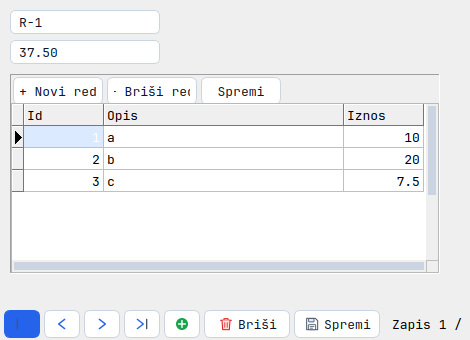 R-1
37.50
+ Novi red Briši red Spremi
Id Opis Iznos
1 a 10
2 b 20
3 c 7.5
Briši Spremi Zapis 1 /